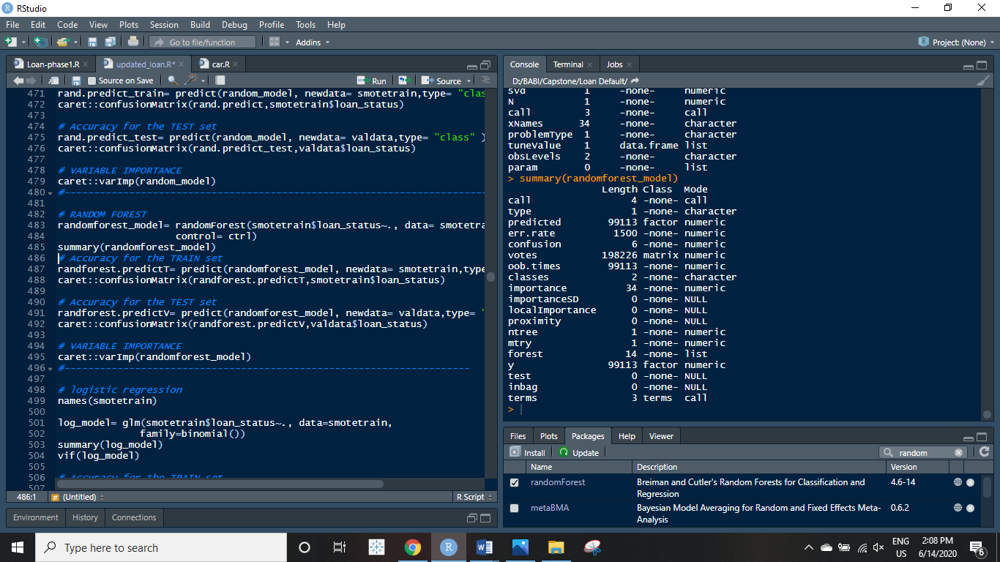 RStudio
File Edit Code View Plots Session Build Debug Profile Tools Help
Go to file/function Addins Project: (None)
Loan-phase1.R updated_loan.R* car.R
Source on Save Run Source
471 rand.predict_train= predict(random_model, newdata= smotetrain,type= "clas
472 caret::confusionMatrix(rand.predict,smotetrain$loan_status)
473
474 # Accuracy for the TEST set
475 rand.predict_test= predict(random_model, newdata= valdata,type= "class" )
476 caret::confusionMatrix(rand.predict_test,valdata$loan_status)
477
478 # VARIABLE IMPORTANCE
479 caret::varImp(random_model)
480 #-----------------------------------------------------------------------
481
482 # RANDOM FOREST
483 randomforest_model= randomForest(smotetrain$loan_status~., data= smotetra
484 control= ctrl)
485 summary(randomforest_model)
486 # Accuracy for the TRAIN set
487 randforest.predictT= predict(randomforest_model, newdata= smotetrain,type
488 caret::confusionMatrix(randforest.predictT,smotetrain$loan_status)
489
490 # Accuracy for the TEST set
491 randforest.predictV= predict(randomforest_model, newdata= valdata,type= '
492 caret::confusionMatrix(randforest.predictV,valdata$loan_status)
493
494 # VARIABLE IMPORTANCE
495 caret::varImp(randomforest_model)
496 #---------------------------------------------------------------------
497
498 # logistic regression
499 names(smotetrain)
500
501 log_model= glm(smotetrain$loan_status~., data=smotetrain,
502 family=binomial())
503 summary(log_model)
504 vif(log_model)
505
506 # Accuracy for the TRAIN set
507
486:1 # (Untitled) R Script
Environment History Connections
Console Terminal Jobs
D:/BABI/Capstone/Loan Default/
svd 1 -none- numeric
N 1 -none- numeric
call 3 -none- call
xNames 34 -none- character
problemType 1 -none- character
tuneValue 1 data.frame list
obsLevels 2 -none- character
param 0 -none- list
> summary(randomforest_model)
Length Class Mode
call 4 -none- call
type 1 -none- character
predicted 99113 factor numeric
err.rate 1500 -none- numeric
confusion 6 -none- numeric
votes 198226 matrix numeric
oob.times 99113 -none- numeric
classes 2 -none- character
importance 34 -none- numeric
importanceSD 0 -none- NULL
localImportance 0 -none- NULL
proximity 0 -none- NULL
ntree 1 -none- numeric
mtry 1 -none- numeric
forest 14 -none- list
y 99113 factor numeric
test 0 -none- NULL
inbag 0 -none- NULL
terms 3 terms call
>
Files Plots Packages Help Viewer
Install Update random
Name Description Version
randomForest Breiman and Cutler's Random Forests for Classification and Regression 4.6-14
metaBMA Bayesian Model Averaging for Random and Fixed Effects Meta-Analysis 0.6.2
Type here to search
ENG 2:08 PM
US 6/14/2020 6